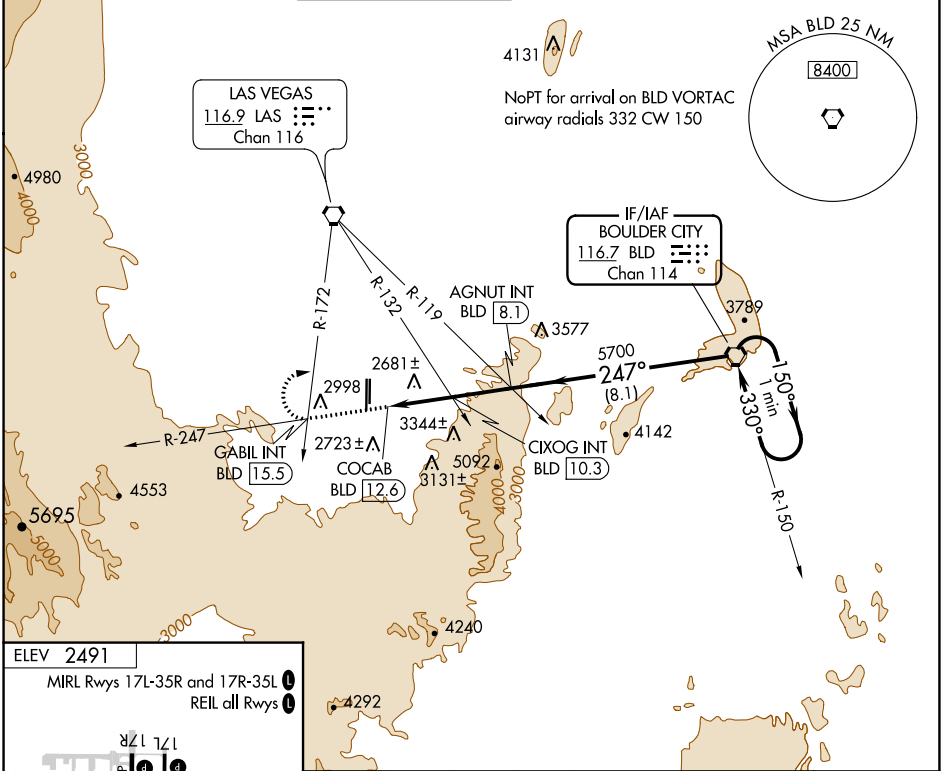 4131
MSA BLD 25 NM
8400
NoPT for arrival on BLD VORTAC
airway radials 332 CW 150
LAS VEGAS
116.9 LAS
Chan 116
3000
4980
4000
IF/IAF
BOULDER CITY
116.7 BLD
Chan 114
R-172
R-132
R-119
AGNUT INT
BLD 8.1
3577
3789
5700
247°
(8.1)
150°
1 min
330°
2681±
2998
R-247
GABIL INT
BLD 15.5
2723±
COCAB
BLD 12.6
3344±
3131±
5092
4000
3000
CIXOG INT
BLD 10.3
4142
R-150
4553
5695
5000
3000
4240
4292
ELEV 2491
MIRL Rwys 17L-35R and 17R-35L L
REIL all Rwys L
17R
17L
P
P